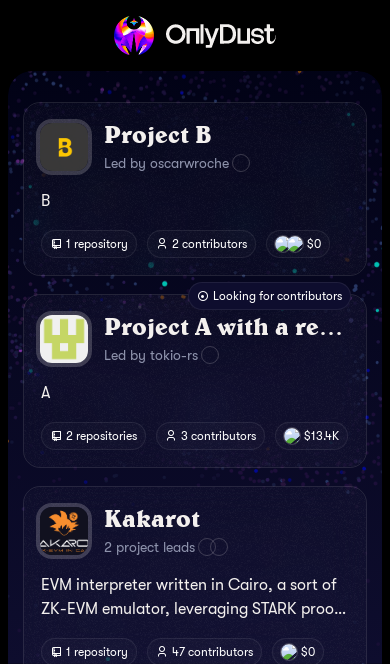 OnlyDust
Project B
B
Led by oscarwroche
B
1 repository
2 contributors
$0
Looking for contributors
Project A with a re...
Led by tokio-rs
A
2 repositories
3 contributors
$13.4K
Kakarot
AKARO
2 project leads
EVM interpreter written in Cairo, a sort of
ZK-EVM emulator, leveraging STARK proo...
1 repository
47 contributors
$0